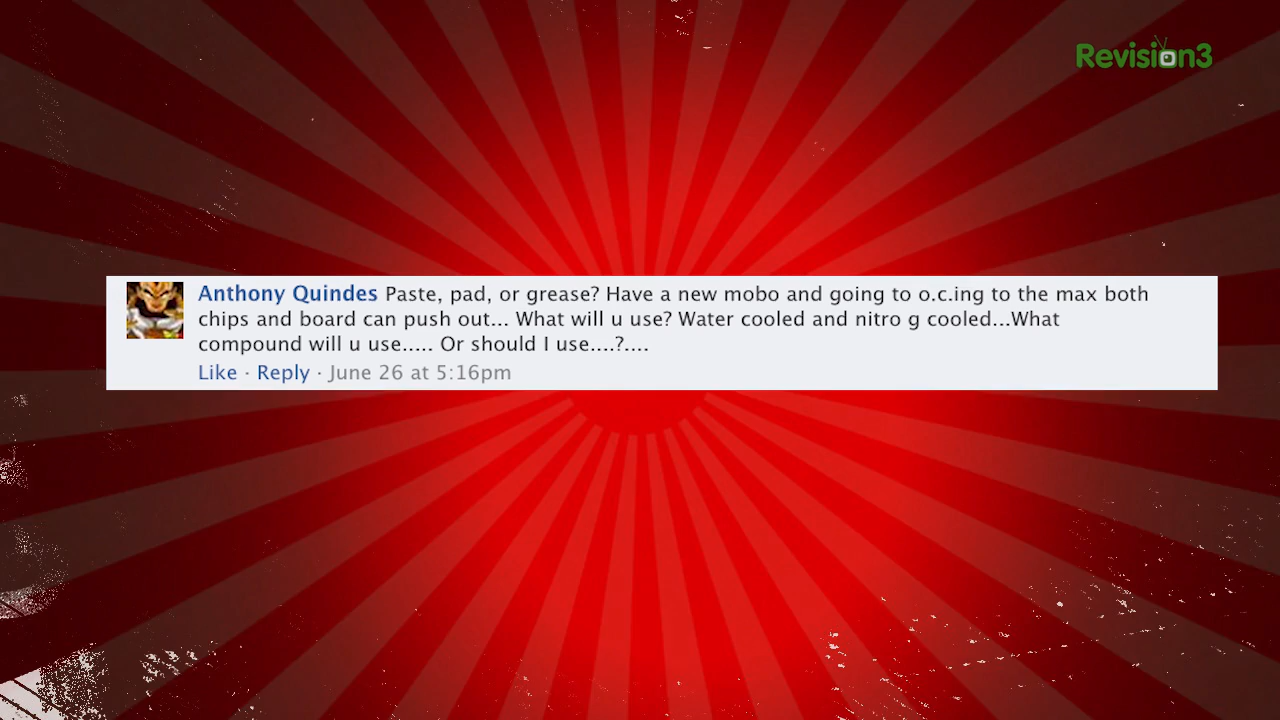 Revision3
Anthony Quindes Paste, pad, or grease? Have a new mobo and going to o.c.ing to the max both
chips and board can push out... What will u use? Water cooled and nitro g cooled...What
compound will u use..... Or should I use....?....
Like · Reply · June 26 at 5:16pm